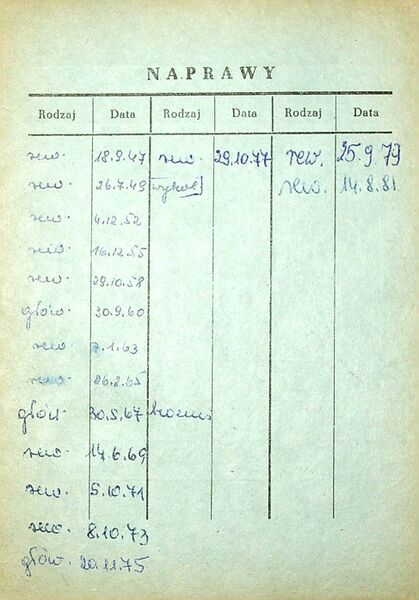 NAPRAWY
Rodzaj Data Rodzaj Data Rodzaj Data
rew. 18.9.47 rew. 29.10.77 rew. 25.9.79
rew. 26.7.49 rew. 14.8.81
rew. 4.12.52
rew. 16.12.55
rew. 29.10.58
głów. 30.9.60
rew. 7.1.63
rew. 26.2.65
głów. 30.5.67
rew. 14.6.69
rew. 5.10.71
rew. 8.10.73
głów. 20.11.75